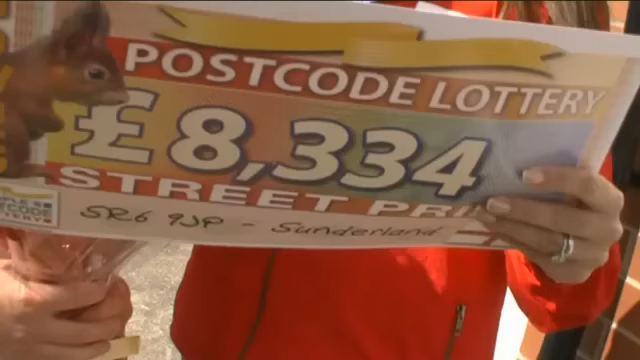 POSTCODE LOTTERY
£8,334
STREET PRI
SR6 9JP - Sunderland